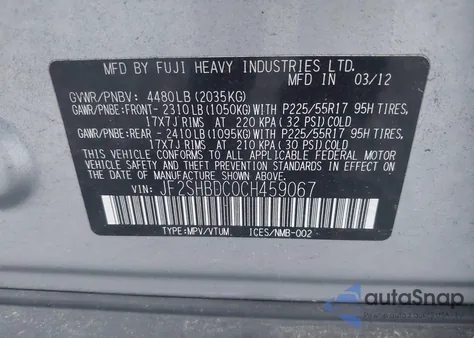 MFD BY FUJI HEAVY INDUSTRIES LTD.
MFD IN 03/12
GVWR/PNBV: 4480LB (2035KG)
GAWR/PNBE: FRONT- 2310LB (1050KG) WITH P225/55R17 95H TIRES,
17X7J RIMS AT 220 KPA (32 PSI) COLD
GAWR/PNBE: REAR - 2410LB (1095KG) WITH P225/55R17 95H TIRES,
17X7J RIMS AT 210 KPA (30 PSI) COLD
THIS VEHICLE CONFORMS TO ALL APPLICABLE FEDERAL MOTOR
VEHICLE SAFETY, BUMPER, AND THEFT PREVENTION
STANDARDS IN EFFECT ON THE DATE OF MANUFACTURE
SHOWN ABOVE.
VIN: JF2SHBDC0CH459067
TYPE:MPV/VTUM. ICES/NMB-002
autoSnap